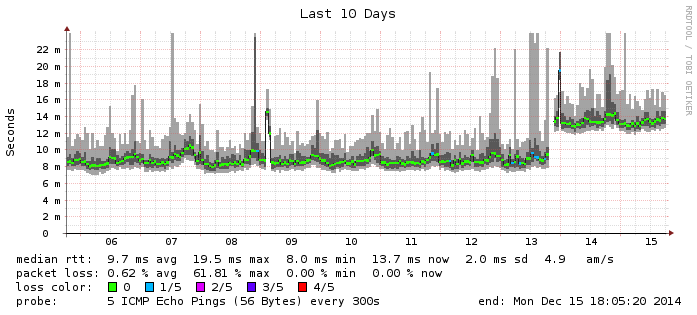 Last 10 Days
RRDTOOL / TOBI OETIKER
Seconds
22 m
20 m
18 m
16 m
14 m
12 m
10 m
8 m
6 m
4 m
2 m
0
06 07 08 09 10 11 12 13 14 15
median rtt: 9.7 ms avg 19.5 ms max 8.0 ms min 13.7 ms now 2.0 ms sd 4.9 am/s
packet loss: 0.62 % avg 61.81 % max 0.00 % min 0.00 % now
loss color: 0 1/5 2/5 3/5 4/5
probe: 5 ICMP Echo Pings (56 Bytes) every 300s end: Mon Dec 15 18:05:20 2014